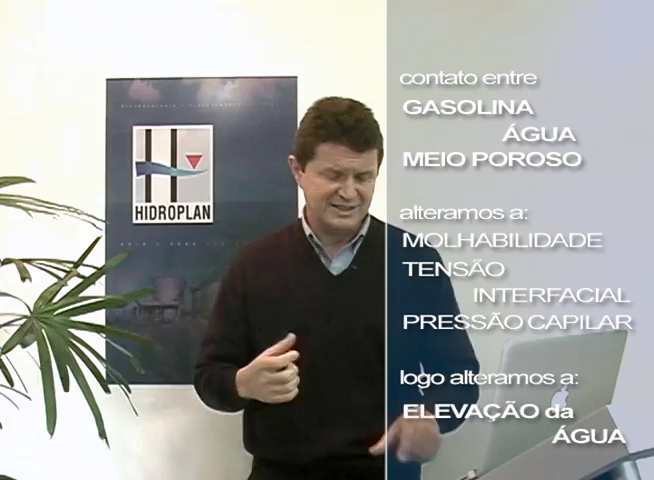 contato entre
GASOLINA
ÁGUA
MEIO POROSO
alteramos a:
MOLHABILIDADE
TENSÃO
INTERFACIAL
PRESSÃO CAPILAR
logo alteramos a:
ELEVAÇÃO da
ÁGUA
HIDROPLAN